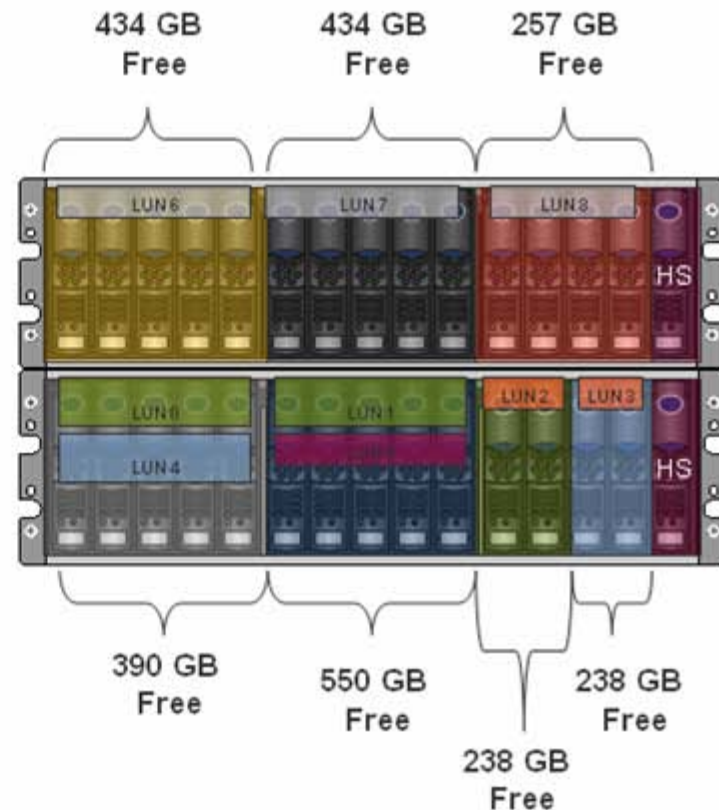 434 GB
Free
434 GB
Free
257 GB
Free
LUN 6
LUN 7
LUN 8
HS
LUN 0
LUN 1
LUN 2
LUN 3
LUN 4
HS
390 GB
Free
550 GB
Free
238 GB
Free
238 GB
Free